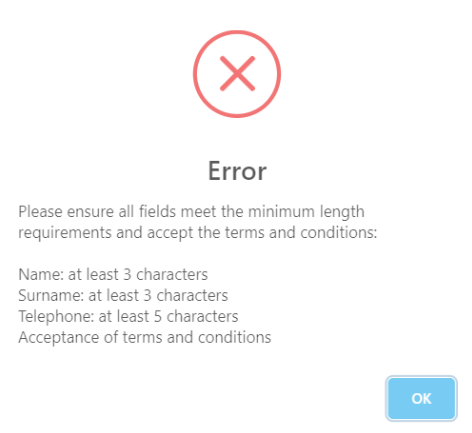 Error
Please ensure all fields meet the minimum length
requirements and accept the terms and conditions:
Name: at least 3 characters
Surname: at least 3 characters
Telephone: at least 5 characters
Acceptance of terms and conditions
OK